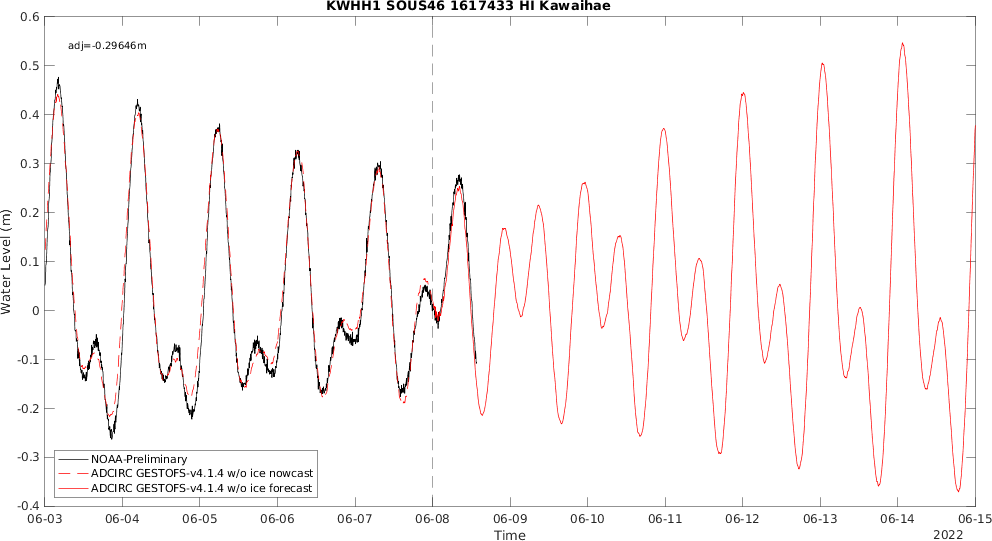 KWHH1 SOUS46 1617433 HI Kawaihae
adj=-0.29646m
0.6
0.5
0.4
0.3
0.2
0.1
0
-0.1
-0.2
-0.3
-0.4
Water Level (m)
NOAA-Preliminary
ADCIRC GESTOFS-v4.1.4 w/o ice nowcast
ADCIRC GESTOFS-v4.1.4 w/o ice forecast
06-03 06-04 06-05 06-06 06-07 06-08 06-09 06-10 06-11 06-12 06-13 06-14 06-15
Time
2022